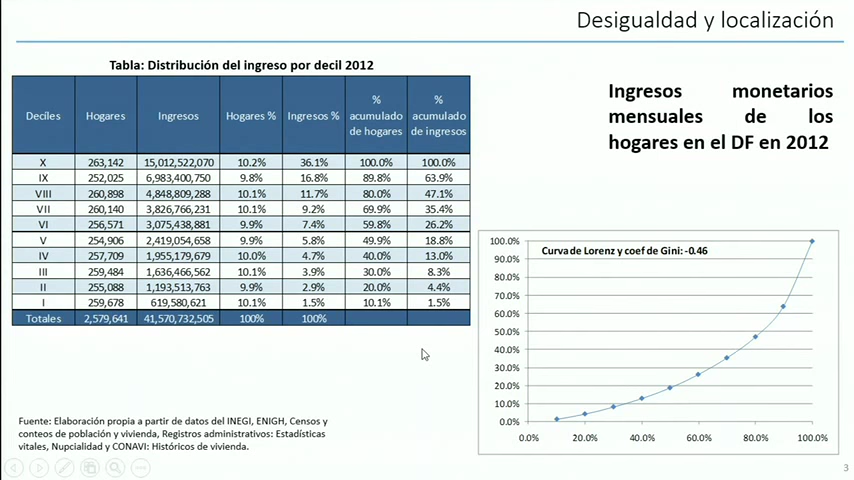 Desigualdad y localización
Tabla: Distribución del ingreso por decil 2012
Decíles Hogares Ingresos Hogares % Ingresos % % acumulado de hogares % acumulado de ingresos
X 263,142 15,012,522,070 10.2% 36.1% 100.0% 100.0%
IX 252,025 6,983,400,750 9.8% 16.8% 89.8% 63.9%
VIII 260,898 4,848,809,288 10.1% 11.7% 80.0% 47.1%
VII 260,140 3,826,766,231 10.1% 9.2% 69.9% 35.4%
VI 256,571 3,075,438,881 9.9% 7.4% 59.8% 26.2%
V 254,906 2,419,054,658 9.9% 5.8% 49.9% 18.8%
IV 257,709 1,955,179,679 10.0% 4.7% 40.0% 13.0%
III 259,484 1,636,466,562 10.1% 3.9% 30.0% 8.3%
II 255,088 1,193,513,763 9.9% 2.9% 20.0% 4.4%
I 259,678 619,580,621 10.1% 1.5% 10.1% 1.5%
Totales 2,579,641 41,570,732,505 100% 100%
Fuente: Elaboración propia a partir de datos del INEGI, ENIGH, Censos y
conteos de población y vivienda, Registros administrativos: Estadísticas
vitales, Nupcialidad y CONAVI: Históricos de vivienda.
Ingresos monetarios
mensuales de los
hogares en el DF en 2012
Curva de Lorenz y coef de Gini: -0.46
100.0%
90.0%
80.0%
70.0%
60.0%
50.0%
40.0%
30.0%
20.0%
10.0%
0.0%
0.0% 20.0% 40.0% 60.0% 80.0% 100.0%
3